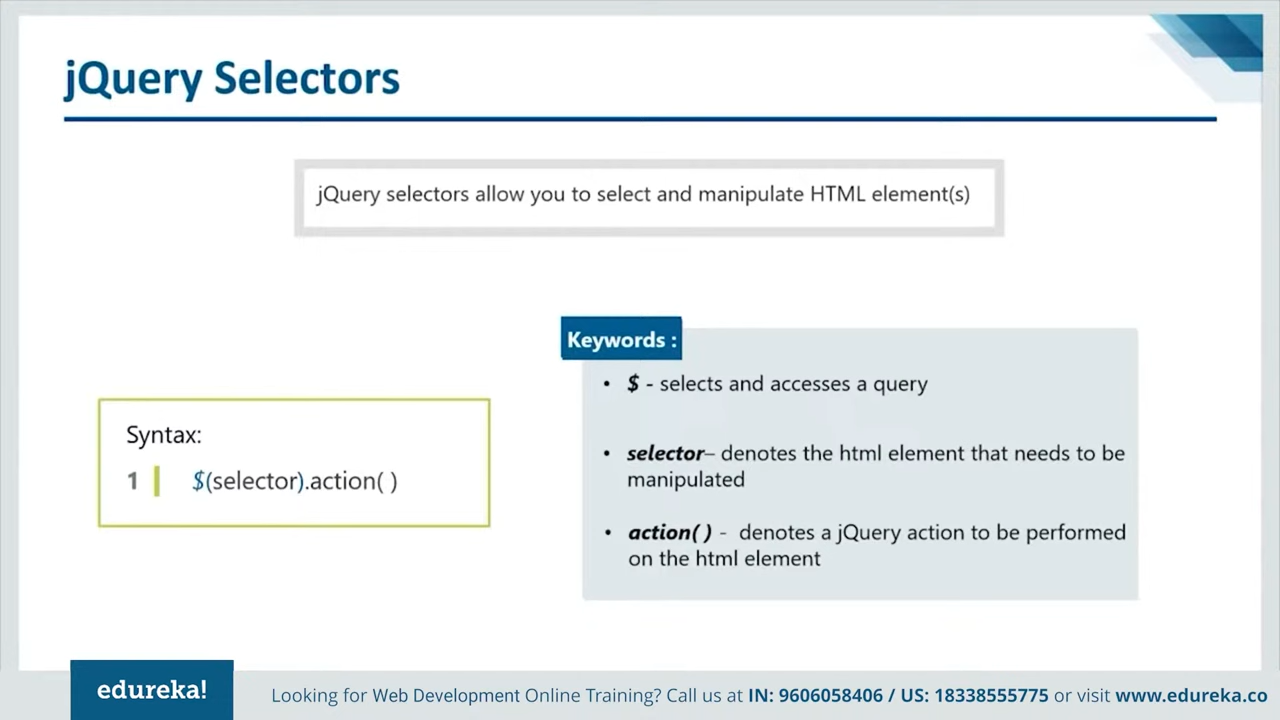 jQuery Selectors
jQuery selectors allow you to select and manipulate HTML element(s)
Syntax:
1 $(selector).action( )
Keywords :
• $ - selects and accesses a query
• selector– denotes the html element that needs to be
manipulated
• action( ) - denotes a jQuery action to be performed
on the html element
edureka!
Looking for Web Development Online Training? Call us at IN: 9606058406 / US: 18338555775 or visit www.edureka.co